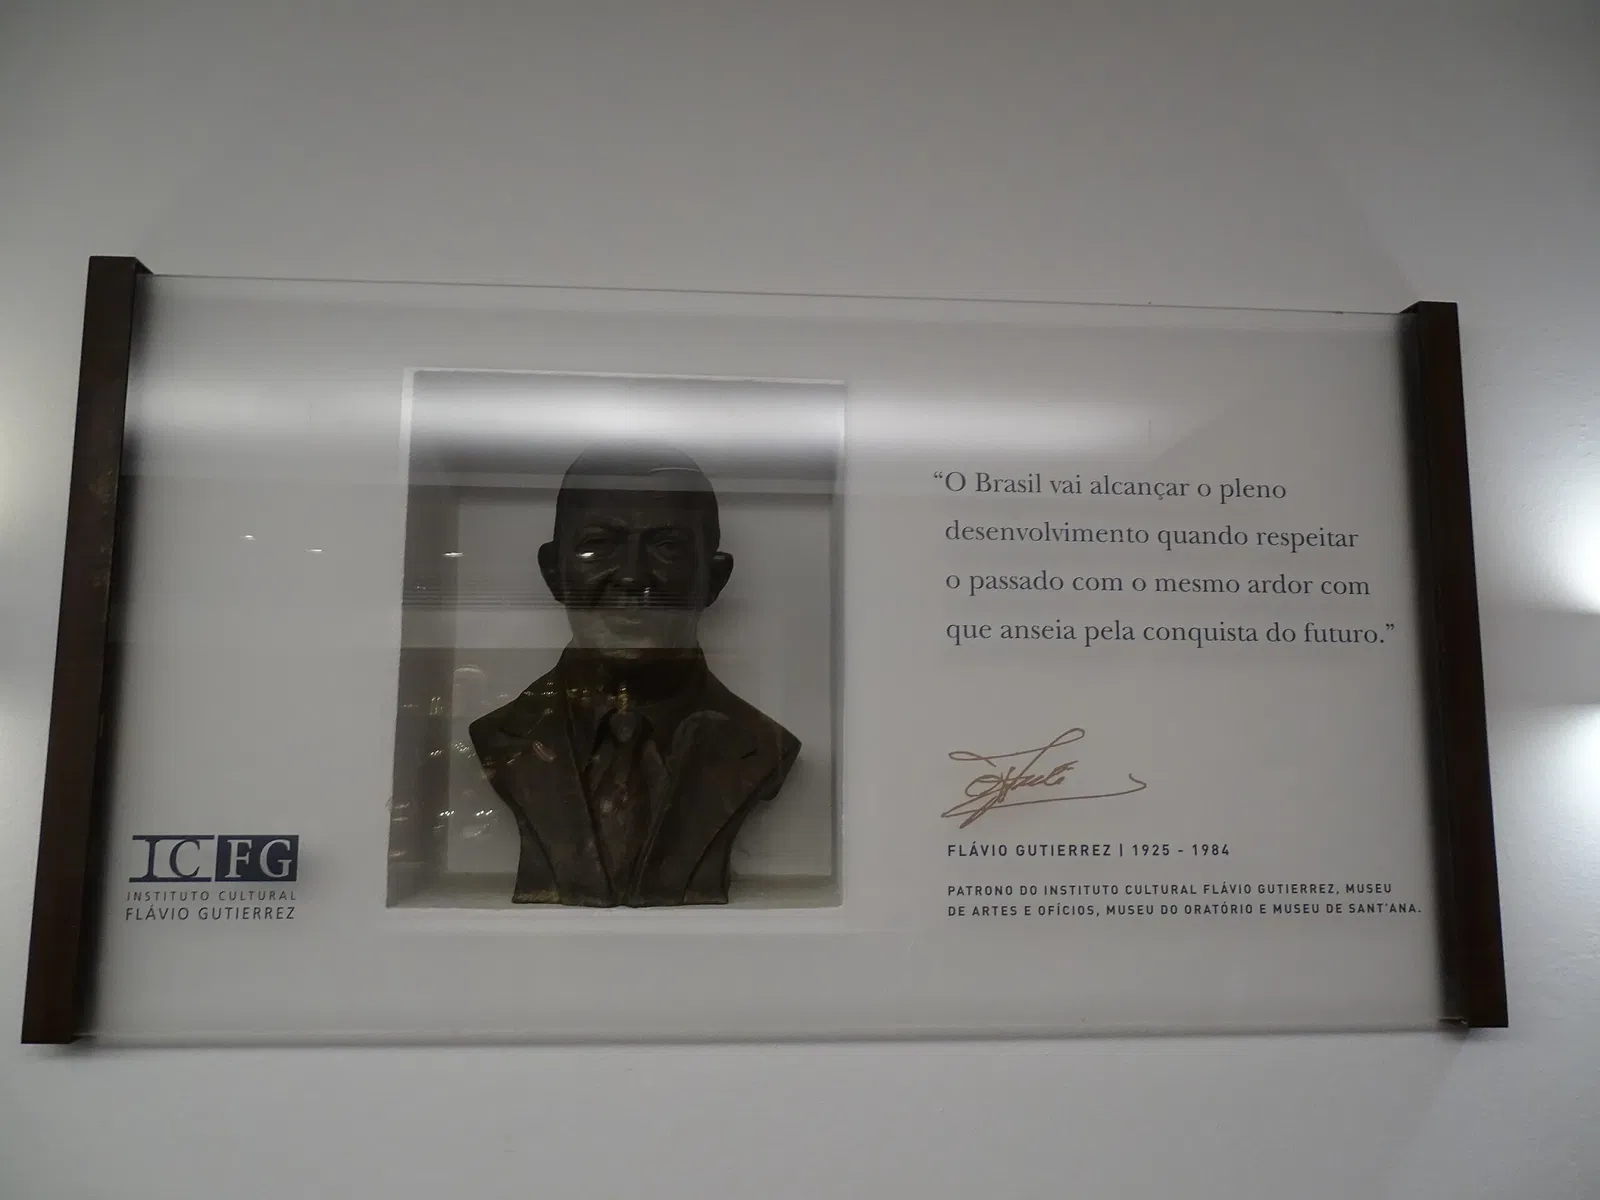 “O Brasil vai alcançar o pleno
desenvolvimento quando respeitar
o passado com o mesmo ardor com
que anseia pela conquista do futuro.”
FLÁVIO GUTIERREZ | 1925 - 1984
PATRONO DO INSTITUTO CULTURAL FLÁVIO GUTIERREZ, MUSEU
DE ARTES E OFÍCIOS, MUSEU DO ORATÓRIO E MUSEU DE SANT'ANA.
ICFG
INSTITUTO CULTURAL
FLÁVIO GUTIERREZ